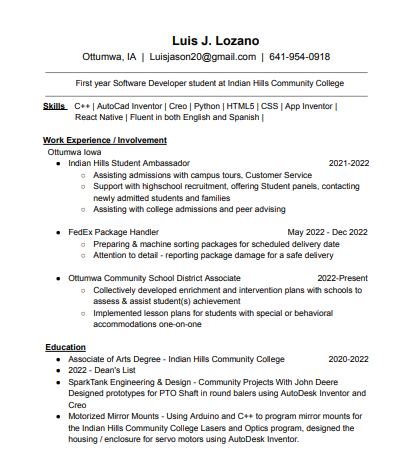 Luis J. Lozano
Ottumwa, IA | Luisjason20@gmail.com | 641-954-0918
First year Software Developer student at Indian Hills Community College
Skills C++ | AutoCad Inventor | Creo | Python | HTML5 | CSS | App Inventor |
React Native | Fluent in both English and Spanish |
Work Experience / Involvement
Ottumwa Iowa
● Indian Hills Student Ambassador 2021-2022
○ Assisting admissions with campus tours, Customer Service
○ Support with highschool recruitment, offering Student panels, contacting
newly admitted students and families
○ Assisting with college admissions and peer advising
● FedEx Package Handler May 2022 - Dec 2022
○ Preparing & machine sorting packages for scheduled delivery date
○ Attention to detail - reporting package damage for a safe delivery
● Ottumwa Community School District Associate 2022-Present
○ Collectively developed enrichment and intervention plans with schools to
assess & assist student(s) achievement
○ Implemented lesson plans for students with special or behavioral
accommodations one-on-one
Education
● Associate of Arts Degree - Indian Hills Community College 2020-2022
● 2022 - Dean's List
● SparkTank Engineering & Design - Community Projects With John Deere
Designed prototypes for PTO Shaft in round balers using AutoDesk Inventor and
Creo
● Motorized Mirror Mounts - Using Arduino and C++ to program mirror mounts for
the Indian Hills Community College Lasers and Optics program, designed the
housing / enclosure for servo motors using AutoDesk Inventor.